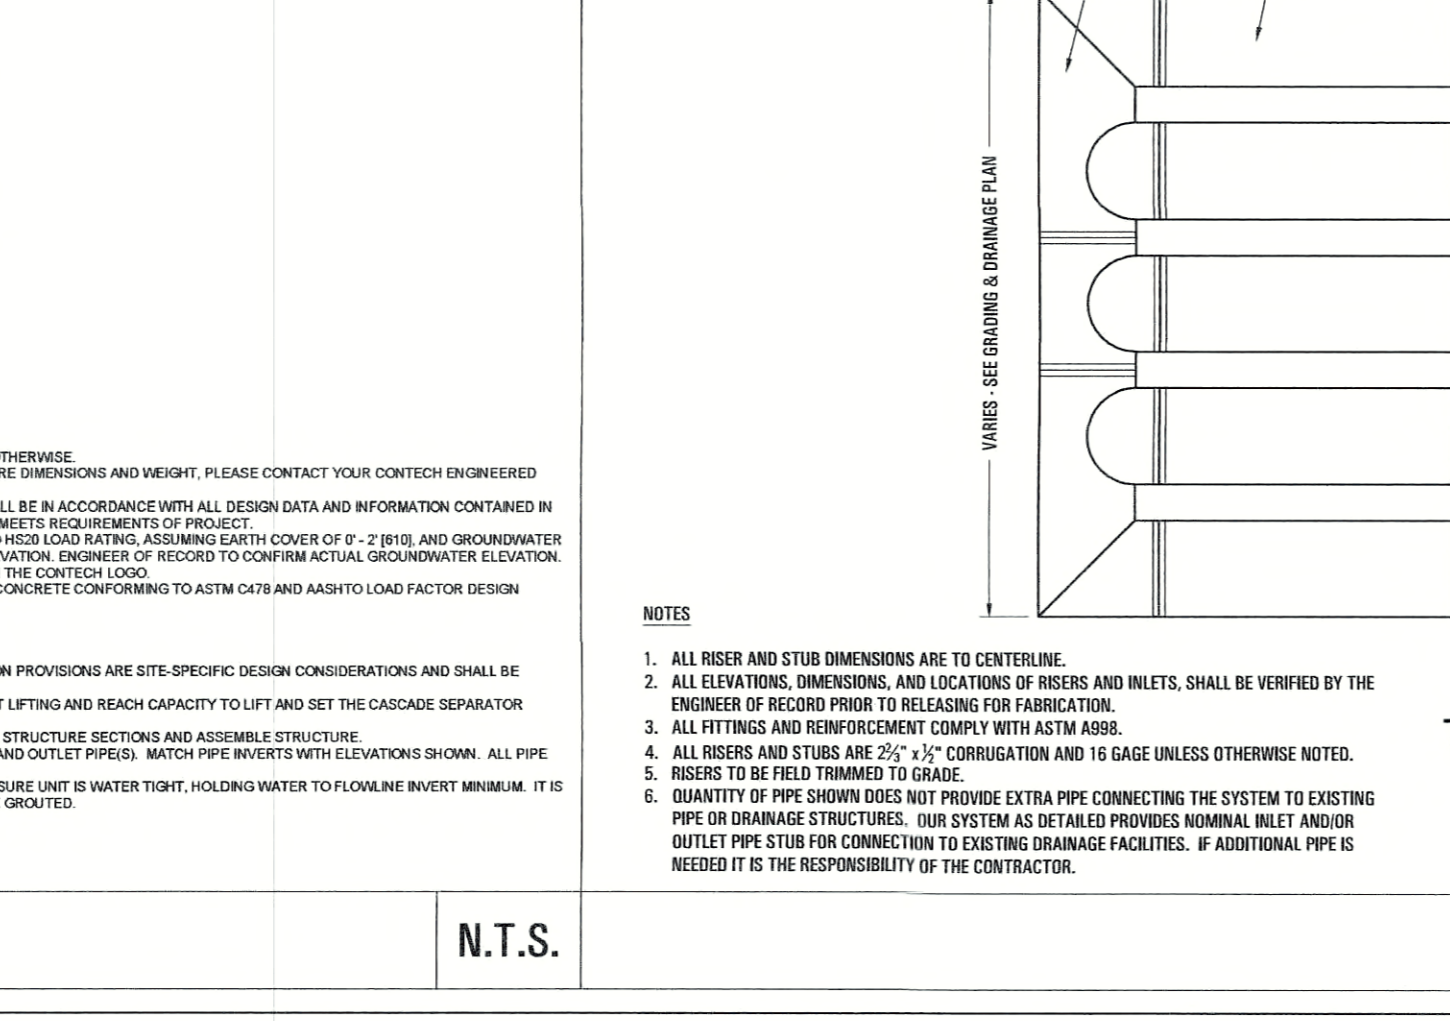 THERWISE.
RE DIMENSIONS AND WEIGHT, PLEASE CONTACT YOUR CONTECH ENGINEERED
LL BE IN ACCORDANCE WITH ALL DESIGN DATA AND INFORMATION CONTAINED IN
MEETS REQUIREMENTS OF PROJECT.
HS20 LOAD RATING, ASSUMING EARTH COVER OF 0' - 2' [610], AND GROUNDWATER
VATION. ENGINEER OF RECORD TO CONFIRM ACTUAL GROUNDWATER ELEVATION.
THE CONTECH LOGO.
CONCRETE CONFORMING TO ASTM C478 AND AASHTO LOAD FACTOR DESIGN
ON PROVISIONS ARE SITE-SPECIFIC DESIGN CONSIDERATIONS AND SHALL BE
T LIFTING AND REACH CAPACITY TO LIFT AND SET THE CASCADE SEPARATOR
STRUCTURE SECTIONS AND ASSEMBLE STRUCTURE.
AND OUTLET PIPE(S). MATCH PIPE INVERTS WITH ELEVATIONS SHOWN. ALL PIPE
SURE UNIT IS WATER TIGHT, HOLDING WATER TO FLOWLINE INVERT MINIMUM. IT IS
GROUTED.
N.T.S.
VARIES - SEE GRADING & DRAINAGE PLAN
NOTES
1. ALL RISER AND STUB DIMENSIONS ARE TO CENTERLINE.
2. ALL ELEVATIONS, DIMENSIONS, AND LOCATIONS OF RISERS AND INLETS, SHALL BE VERIFIED BY THE
ENGINEER OF RECORD PRIOR TO RELEASING FOR FABRICATION.
3. ALL FITTINGS AND REINFORCEMENT COMPLY WITH ASTM A998.
4. ALL RISERS AND STUBS ARE 2⅔" x ½" CORRUGATION AND 16 GAGE UNLESS OTHERWISE NOTED.
5. RISERS TO BE FIELD TRIMMED TO GRADE.
6. QUANTITY OF PIPE SHOWN DOES NOT PROVIDE EXTRA PIPE CONNECTING THE SYSTEM TO EXISTING
PIPE OR DRAINAGE STRUCTURES. OUR SYSTEM AS DETAILED PROVIDES NOMINAL INLET AND/OR
OUTLET PIPE STUB FOR CONNECTION TO EXISTING DRAINAGE FACILITIES. IF ADDITIONAL PIPE IS
NEEDED IT IS THE RESPONSIBILITY OF THE CONTRACTOR.